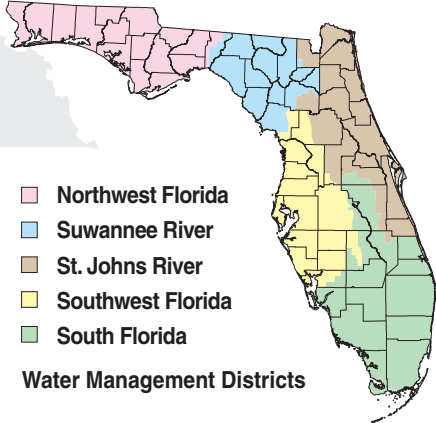 Northwest Florida
Suwannee River
St. Johns River
Southwest Florida
South Florida
Water Management Districts